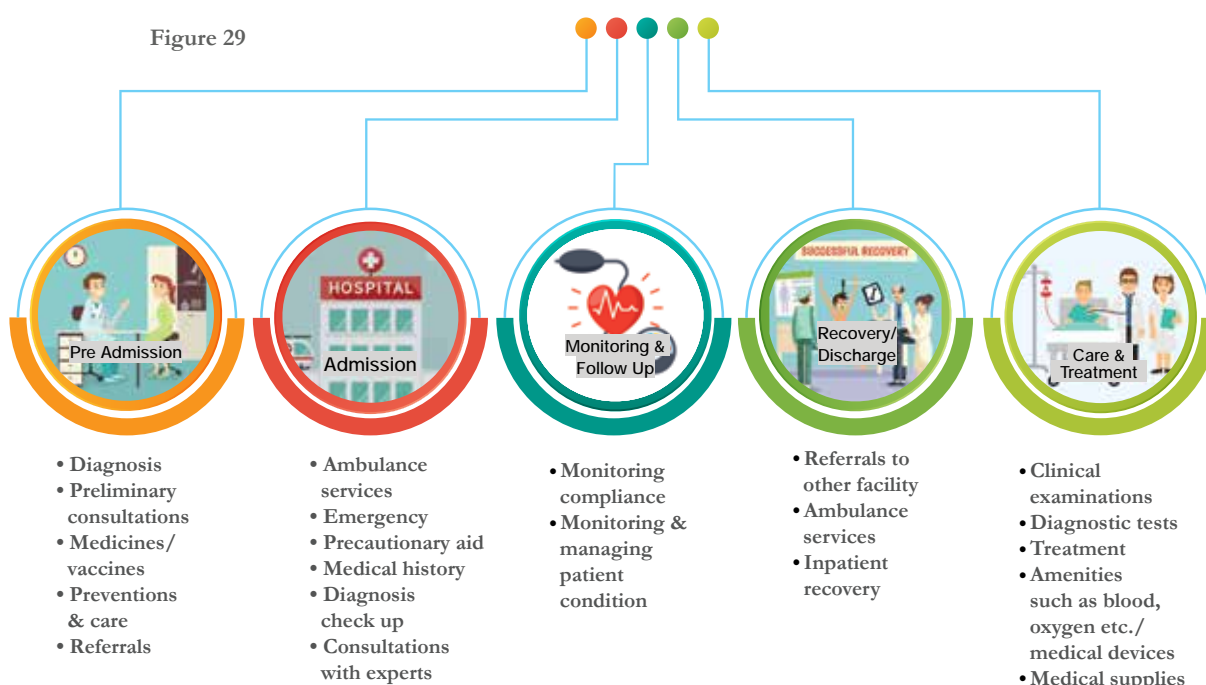 Figure 29
Pre Admission
• Diagnosis
• Preliminary
consultations
• Medicines/
vaccines
• Preventions
& care
• Referrals
HOSPITAL
Admission
• Ambulance
services
• Emergency
• Precautionary aid
• Medical history
• Diagnosis
check up
• Consultations
with experts
Monitoring &
Follow Up
• Monitoring
compliance
• Monitoring &
managing
patient
condition
SUCCESSFUL RECOVERY
Recovery/
Discharge
• Referrals to
other facility
• Ambulance
services
• Inpatient
recovery
Care &
Treatment
• Clinical
examinations
• Diagnostic tests
• Treatment
• Amenities
such as blood,
oxygen etc./
medical devices
• Medical supplies